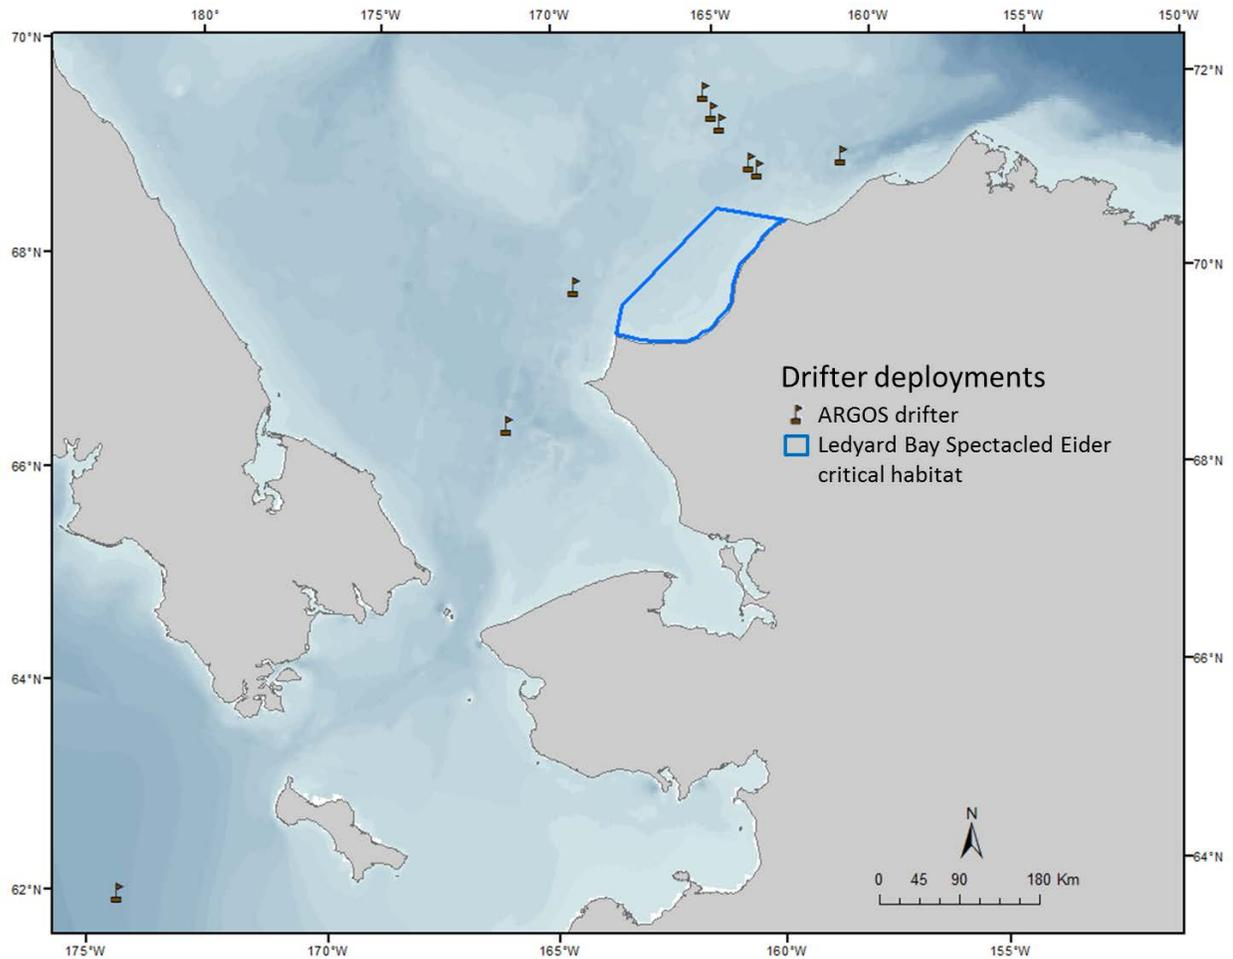 180° 175°W 170°W 165°W 160°W 155°W 150°W
70°N
72°N
68°N
70°N
Drifter deployments
ARGOS drifter
Ledyard Bay Spectacled Eider
critical habitat
66°N
68°N
64°N
66°N
N
62°N
64°N
0 45 90 180 Km
175°W 170°W 165°W 160°W 155°W